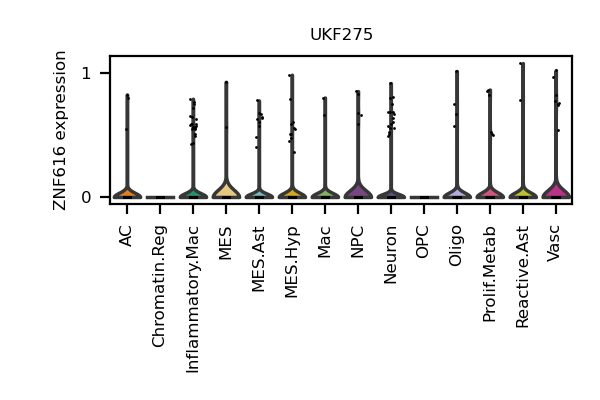 UKF275
ZNF616 expression
1
0
AC
Chromatin.Reg
Inflammatory.Mac
MES
MES.Ast
MES.Hyp
Mac
NPC
Neuron
OPC
Oligo
Prolif.Metab
Reactive.Ast
Vasc